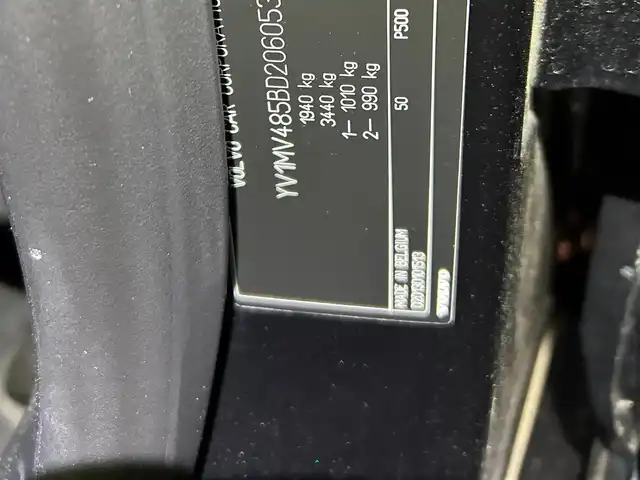 VOLVO CAR CORPORATION
YV1MV485BD206053
1940 kg
3440 kg
1– 1010 kg
2– 990 kg
50 P500
MADE IN BELGIUM
VOLVO